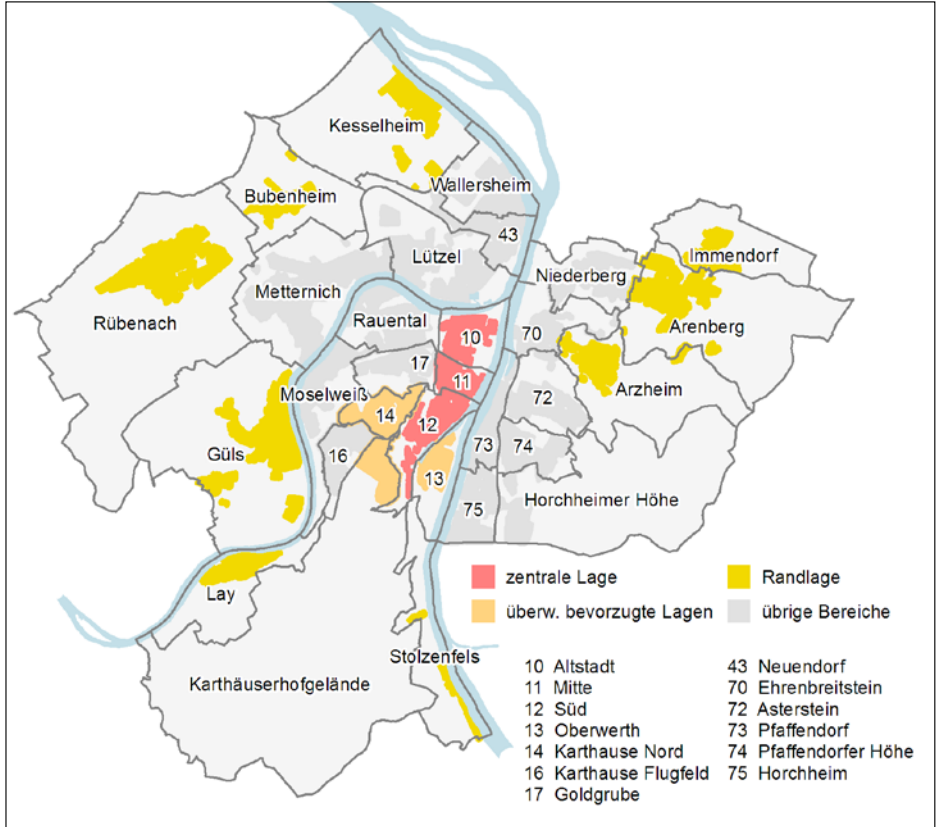 Kesselheim
Wallersheim
Bubenheim
43
Immendorf
Lützel
Niederberg
Metternich
Rübenach
Rauental
10
70
Arenberg
17
11
Moselweiß
Arzheim
14
12
72
Güls
16
13
73
74
75
Horchheimer Höhe
Lay
Stolzenfels
Karthäuserhofgelände
zentrale Lage
Randlage
überw. bevorzugte Lagen
übrige Bereiche
10 Altstadt
11 Mitte
12 Süd
13 Oberwerth
14 Karthause Nord
16 Karthause Flugfeld
17 Goldgrube
43 Neuendorf
70 Ehrenbreitstein
72 Asterstein
73 Pfaffendorf
74 Pfaffendorfer Höhe
75 Horchheim